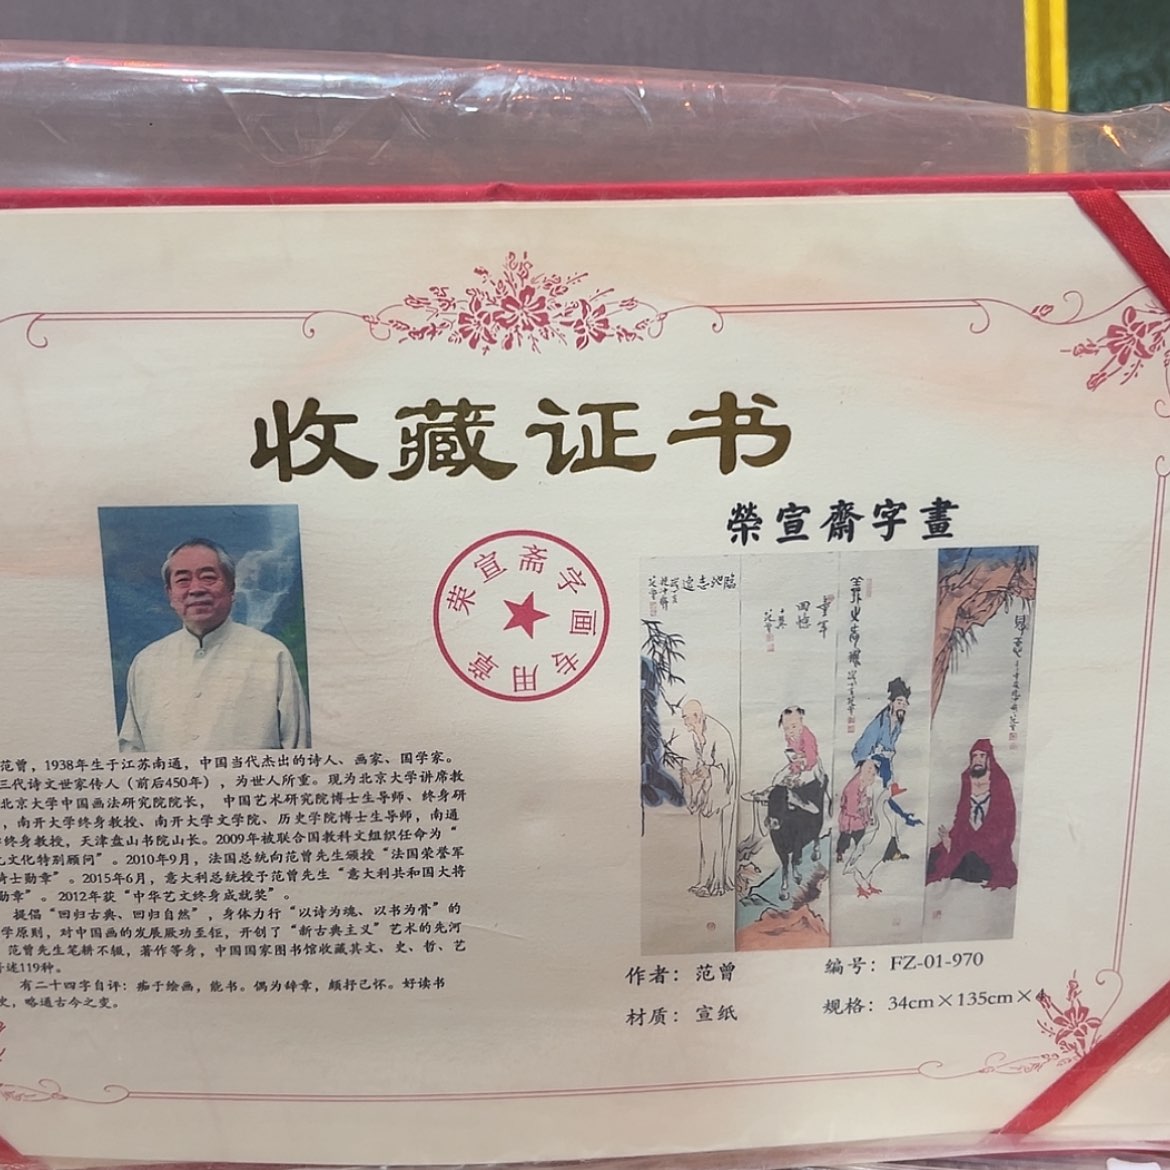 收藏证书
榮宣齋字畫
荣宣斋字画专用章
范曾，1938年生于江苏南通，中国当代杰出的诗人、画家、国学家。
三代诗文世家传人（前后450年），为世人所重。现为北京大学讲席教
北京大学中国画法研究院院长， 中国艺术研究院博士生导师、终身研
，南开大学终身教授、南开大学文学院、历史学院博士生导师，南通
终身教授，天津盘山书院山长。2009年被联合国教科文组织任命为“
元文化特别顾问”。2010年9月，法国总统向范曾先生颁授“法国荣誉军
骑士勋章”。2015年6月，意大利总统授予范曾先生“意大利共和国大将
勋章”。2012年获“中华艺文终身成就奖”。
提倡“回归古典、回归自然”，身体力行“以诗为魂、以书为骨”的
学原则，对中国画的发展厥功至钜，开创了“新古典主义”艺术的先河
范曾先生笔耕不辍，著作等身，中国国家图书馆收藏其文、史、哲、艺
述119种。
有二十四字自评：痴于绘画，能书。偶为辞章，颇抒己怀。好读书
史，略通古今之变。
作者：范曾
编号：FZ-01-970
材质：宣纸
规格：34cm×135cm×